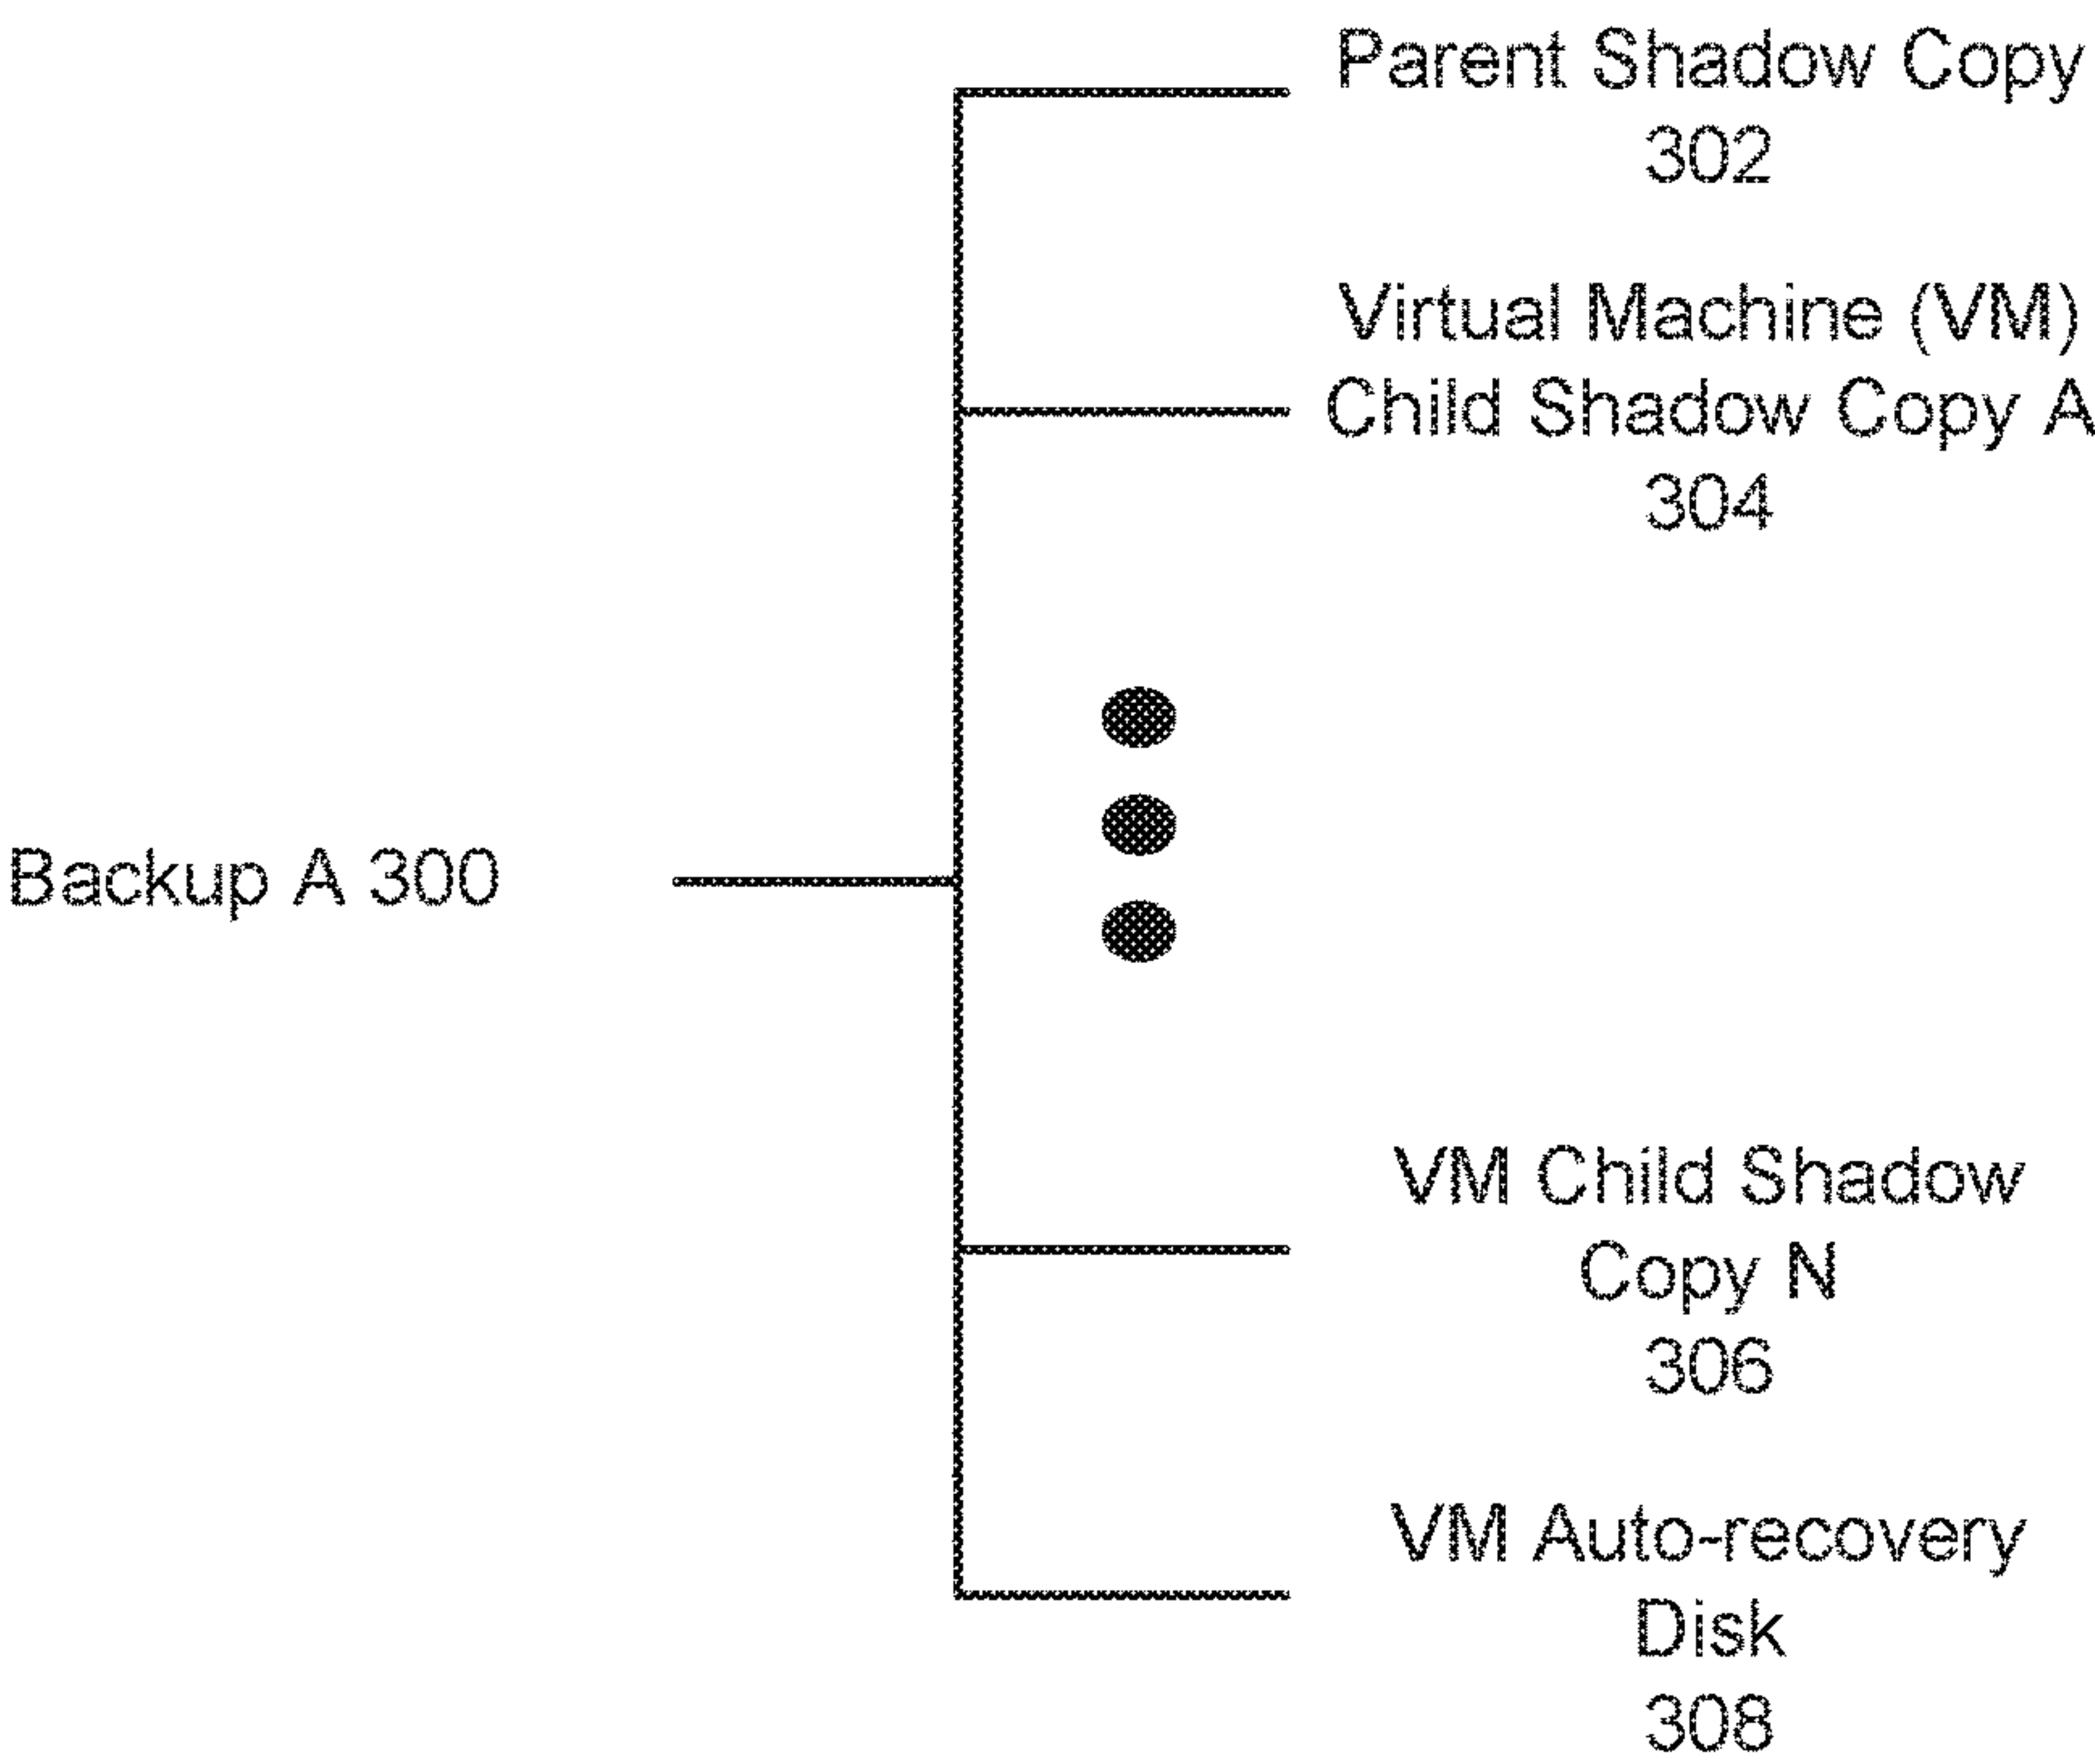 Parent Shadow Copy
302
Virtual Machine (VM)
Child Shadow Copy A
304
Backup A 300
VM Child Shadow
Copy N
306
VM Auto-recovery
Disk
308